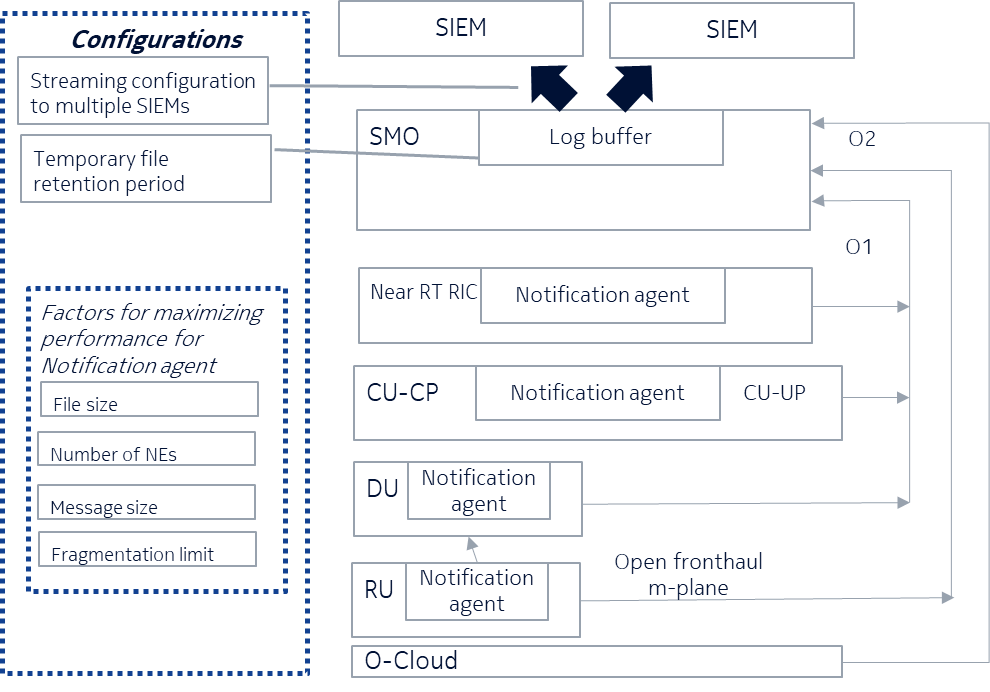 Configurations
Streaming configuration
to multiple SIEMs
Temporary file
retention period
Factors for maximizing
performance for
Notification agent
File size
Number of NEs
Message size
Fragmentation limit
SIEM
SIEM
SMO
Log buffer
O2
O1
Near RT RIC
Notification agent
CU-CP
Notification agent
CU-UP
DU
Notification
agent
RU
Notification
agent
Open fronthaul
m-plane
O-Cloud